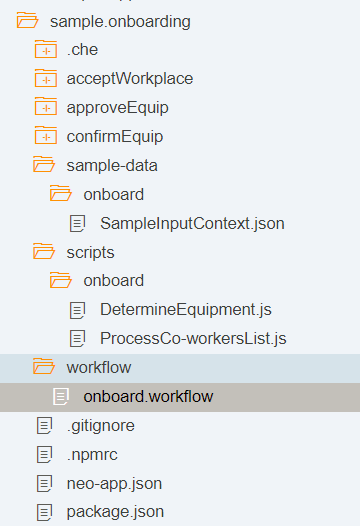 sample.onboarding
.che
acceptWorkplace
approveEquip
confirmEquip
sample-data
onboard
SampleInputContext.json
scripts
onboard
DetermineEquipment.js
ProcessCo-workersList.js
workflow
onboard.workflow
.gitignore
.npmrc
neo-app.json
package.json